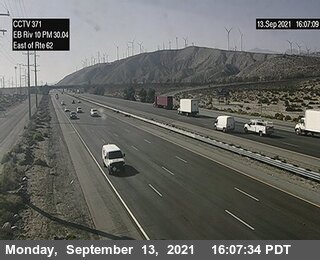 CCTV 371
EB Riv 10 PM 30.04
East of Rte 62
13.Sep.2021 16:07:09
Monday, September 13, 2021 16:07:34 PDT